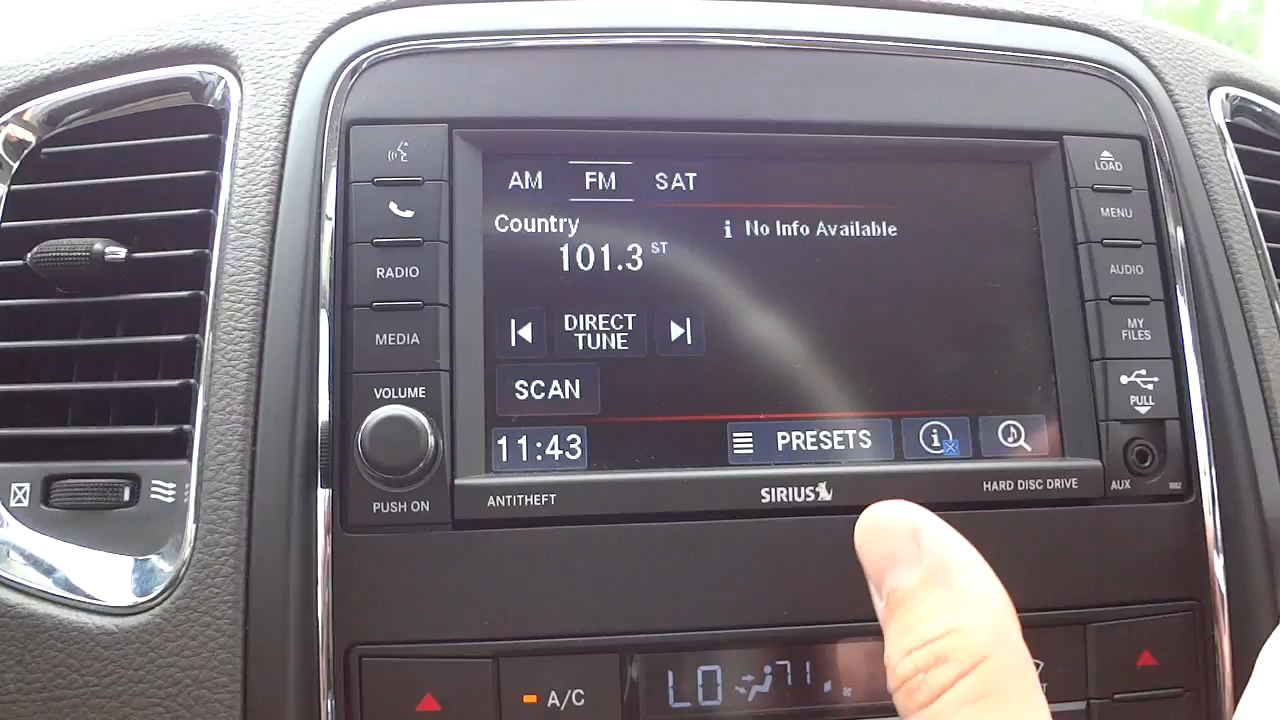 AM FM SAT
Country
i No Info Available
101.3 ST
DIRECT
TUNE
SCAN
11:43
PRESETS
i
RADIO
MEDIA
VOLUME
PUSH ON
LOAD
MENU
AUDIO
MY
FILES
PULL
AUX
ANTITHEFT
SIRIUS
HARD DISC DRIVE
A/C
LO
71